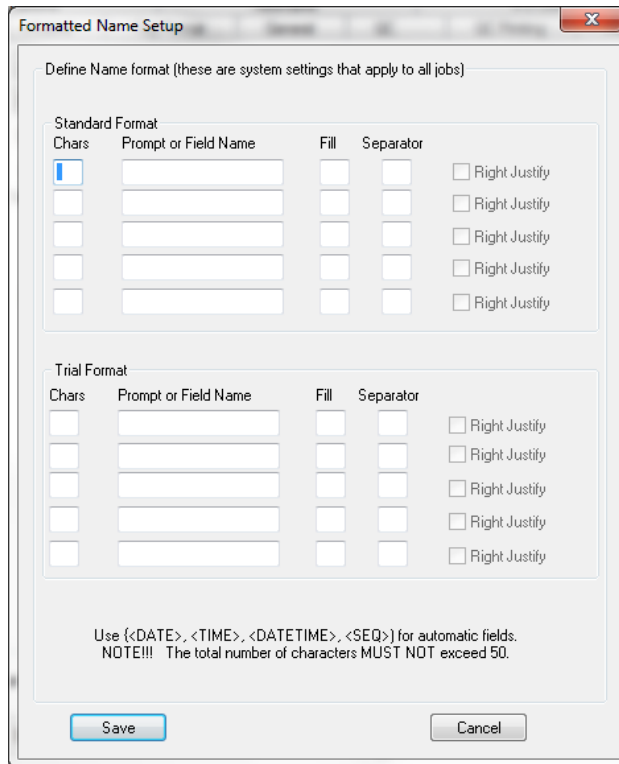 Formatted Name Setup
General
Define Name format (these are system settings that apply to all jobs)
Standard Format
Chars Prompt or Field Name Fill Separator
Right Justify
Right Justify
Right Justify
Right Justify
Right Justify
Trial Format
Chars Prompt or Field Name Fill Separator
Right Justify
Right Justify
Right Justify
Right Justify
Right Justify
Use {<DATE>, <TIME>, <DATETIME>, <SEQ>} for automatic fields.
NOTE!!! The total number of characters MUST NOT exceed 50.
Save Cancel